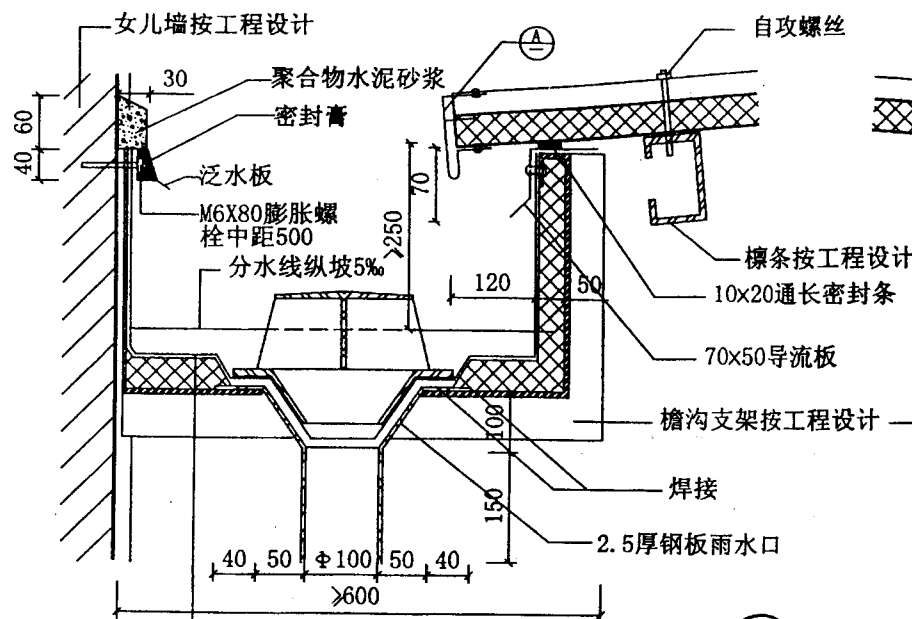 女儿墙按工程设计
A
自攻螺丝
30
聚合物水泥砂浆
60
密封膏
40
泛水板
70
M6X80膨胀螺
栓中距500
≥250
檩条按工程设计
分水线纵坡5‰
120
50
10x20通长密封条
70x50导流板
檐沟支架按工程设计
100
焊接
150
2.5厚钢板雨水口
40
50
Φ100
50
40
≥600